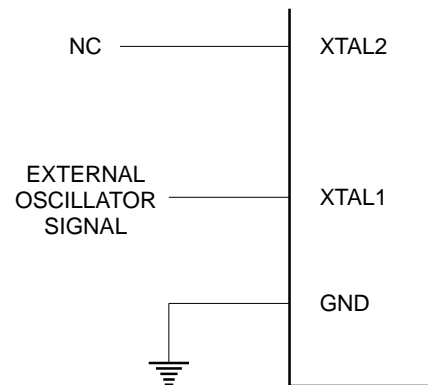 NC
XTAL2
EXTERNAL
OSCILLATOR
SIGNAL
XTAL1
GND